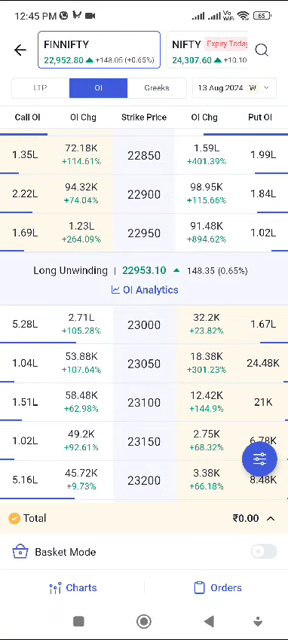 12:45 PM Vo WiFi 65
FINNIFTY NIFTY Expiry Today
22,952.80 +148.05 (+0.65%) 24,307.60 +10.10
LTP OI Greeks 13 Aug 2024 W
Call OI OI Chg Strike Price OI Chg Put OI
1.35L 72.18K +114.61% 22850 1.59L +401.39% 1.99L
2.22L 94.32K +74.04% 22900 98.95K +115.66% 1.84L
1.69L 1.23L +264.09% 22950 91.48K +894.62% 1.02L
Long Unwinding | 22953.10 148.35 (0.65%)
OI Analytics
5.28L 2.71L +105.28% 23000 32.2K +23.82% 1.67L
1.04L 53.88K +107.64% 23050 18.38K +301.23% 24.48K
1.51L 58.48K +62.98% 23100 12.42K +144.9% 21K
1.02L 49.2K +92.61% 23150 2.75K +68.32% 6.78K
5.16L 45.72K +9.73% 23200 3.38K +66.18% 8.48K
Total ₹0.00
Basket Mode
Charts Orders